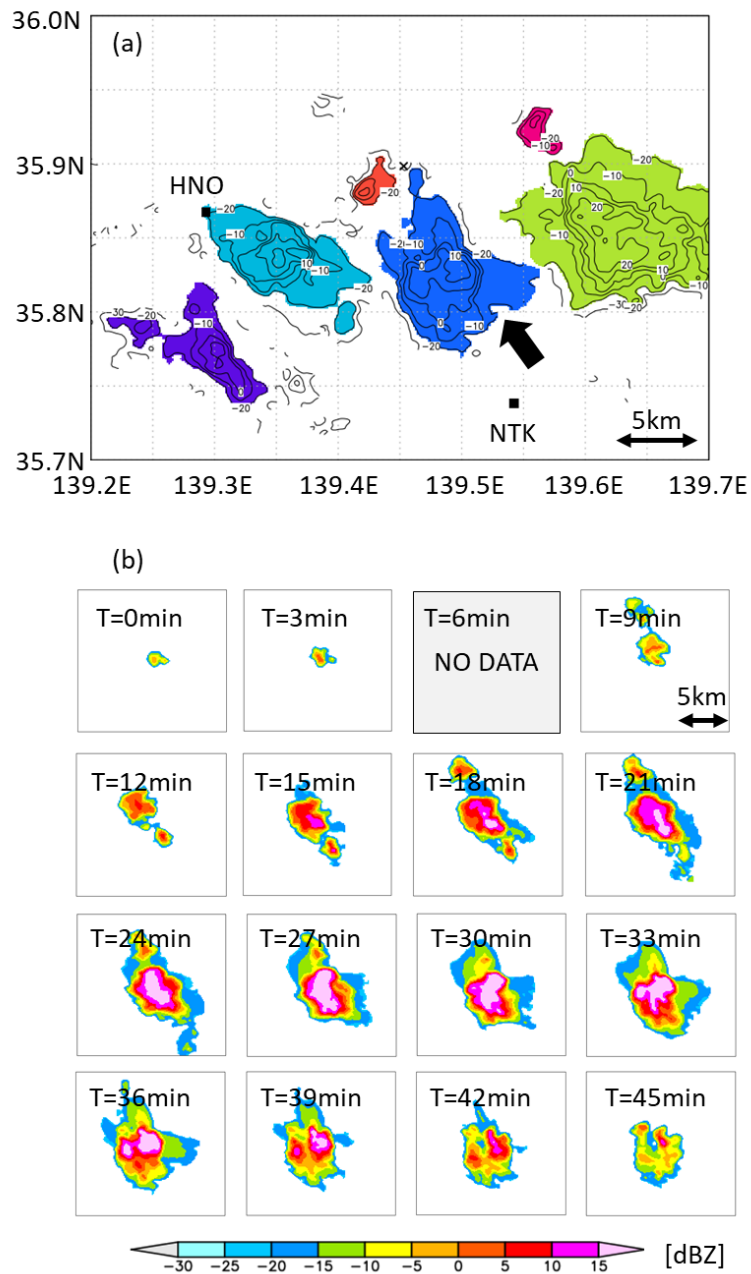 36.0N
(a)
35.9N
HNO
35.8N
NTK
5km
35.7N
139.2E 139.3E 139.4E 139.5E 139.6E 139.7E
(b)
T=0min T=3min T=6min T=9min
NO DATA
5km
T=12min T=15min T=18min T=21min
T=24min T=27min T=30min T=33min
T=36min T=39min T=42min T=45min
−30 −25 −20 −15 −10 −5 0 5 10 15 [dBZ]